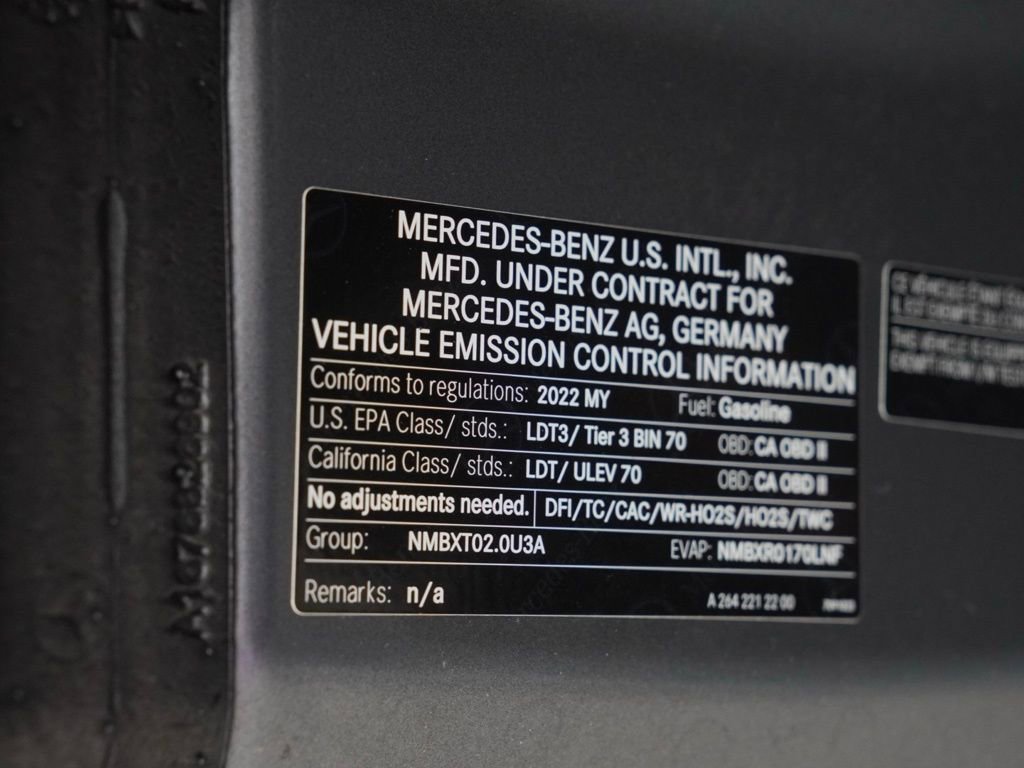 MERCEDES-BENZ U.S. INTL., INC.
MFD. UNDER CONTRACT FOR
MERCEDES-BENZ AG, GERMANY
VEHICLE EMISSION CONTROL INFORMATION
Conforms to regulations: 2022 MY Fuel: Gasoline
U.S. EPA Class/ stds.: LDT3/ Tier 3 BIN 70 OBD: CA OBD II
California Class/ stds.: LDT/ ULEV 70 OBD: CA OBD II
No adjustments needed. DFI/TC/CAC/WR-HO2S/HO2S/TWC
Group: NMBXT02.0U3A EVAP: NMBXR0170LNF
Remarks: n/a A 264 221 22 00